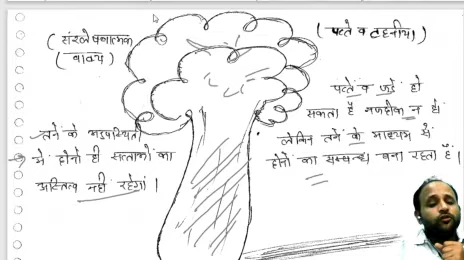 (संश्लेषणात्मक
(वाक्य)
(पत्ते व टहनीय)
पत्ते व जड़ें हो
सकता है नजदीक न हो
लेकिन तने के माध्यम से
दोनों का सम्बन्ध बना रहता है।
तने के अनुपस्थिति
में दोनों ही सत्ताओं का
अस्तित्व नहीं रहेगा।